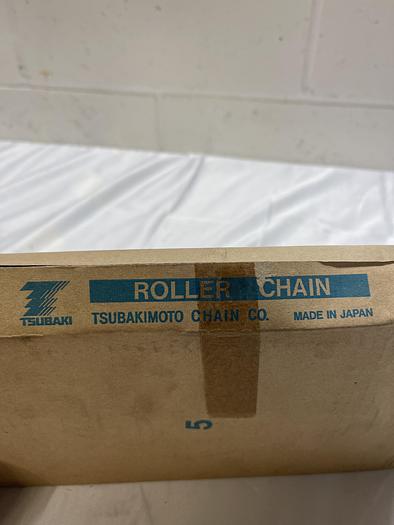 ROLLER CHAIN
TSUBAKI
TSUBAKIMOTO CHAIN CO. MADE IN JAPAN
5